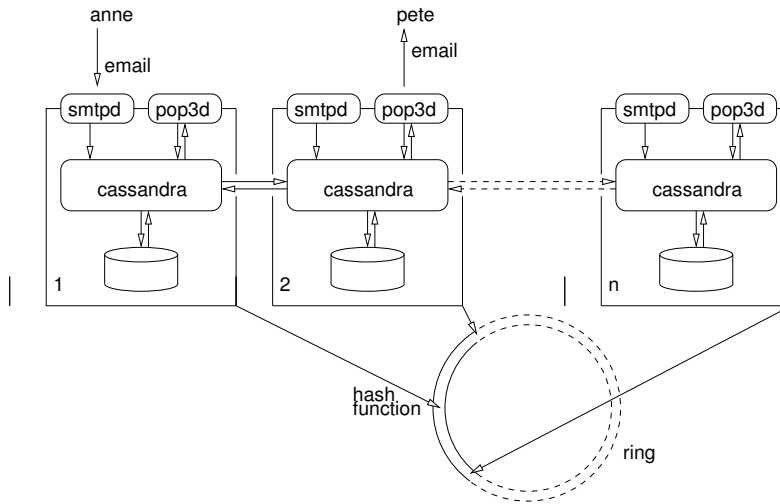 anne
pete
email
email
smtpd
pop3d
smtpd
pop3d
smtpd
pop3d
cassandra
cassandra
cassandra
1
2
n
hash
function
ring